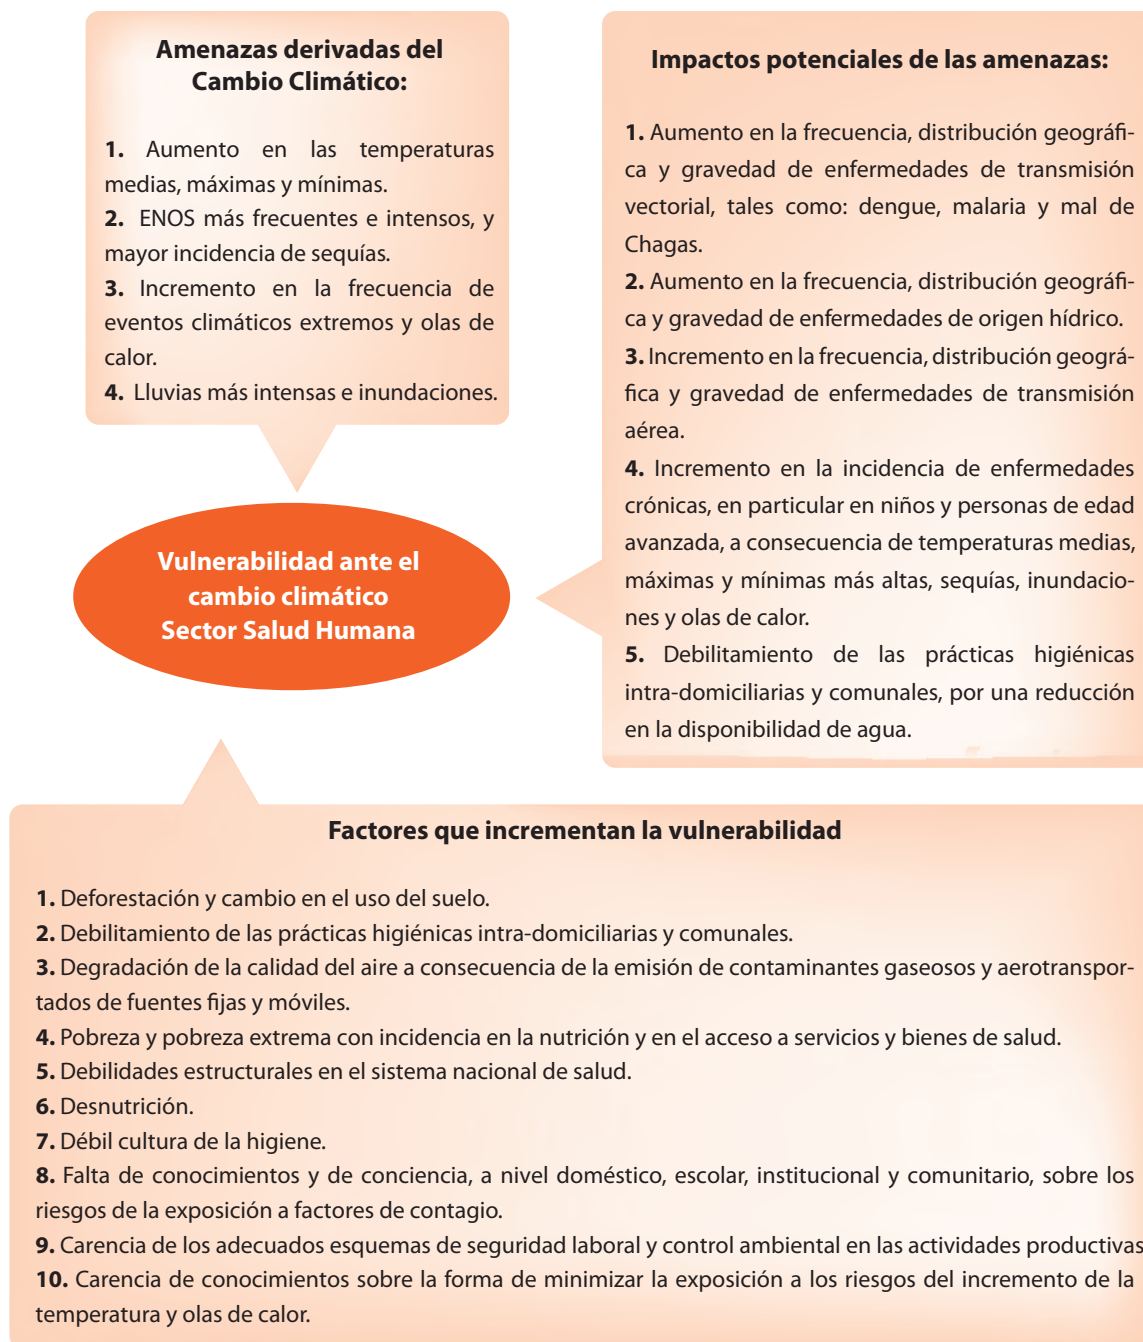 Amenazas derivadas del
Cambio Climático:
1. Aumento en las temperaturas
medias, máximas y mínimas.
2. ENOS más frecuentes e intensos, y
mayor incidencia de sequías.
3. Incremento en la frecuencia de
eventos climáticos extremos y olas de
calor.
4. Lluvias más intensas e inundaciones.
Impactos potenciales de las amenazas:
1. Aumento en la frecuencia, distribución geográfi-
ca y gravedad de enfermedades de transmisión
vectorial, tales como: dengue, malaria y mal de
Chagas.
2. Aumento en la frecuencia, distribución geográfi-
ca y gravedad de enfermedades de origen hídrico.
3. Incremento en la frecuencia, distribución geográ-
fica y gravedad de enfermedades de transmisión
aérea.
4. Incremento en la incidencia de enfermedades
crónicas, en particular en niños y personas de edad
avanzada, a consecuencia de temperaturas medias,
máximas y mínimas más altas, sequías, inundacio-
nes y olas de calor.
5. Debilitamiento de las prácticas higiénicas
intra-domiciliarias y comunales, por una reducción
en la disponibilidad de agua.
Vulnerabilidad ante el
cambio climático
Sector Salud Humana
Factores que incrementan la vulnerabilidad
1. Deforestación y cambio en el uso del suelo.
2. Debilitamiento de las prácticas higiénicas intra-domiciliarias y comunales.
3. Degradación de la calidad del aire a consecuencia de la emisión de contaminantes gaseosos y aerotranspor-
tados de fuentes fijas y móviles.
4. Pobreza y pobreza extrema con incidencia en la nutrición y en el acceso a servicios y bienes de salud.
5. Debilidades estructurales en el sistema nacional de salud.
6. Desnutrición.
7. Débil cultura de la higiene.
8. Falta de conocimientos y de conciencia, a nivel doméstico, escolar, institucional y comunitario, sobre los
riesgos de la exposición a factores de contagio.
9. Carencia de los adecuados esquemas de seguridad laboral y control ambiental en las actividades productivas
10. Carencia de conocimientos sobre la forma de minimizar la exposición a los riesgos del incremento de la
temperatura y olas de calor.